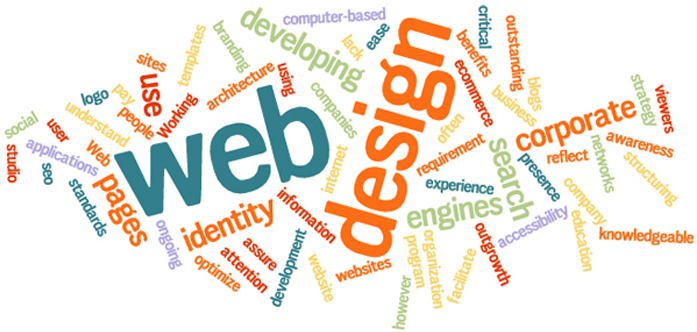 computer-based
developing
lack
ease
design
critical
outstanding
benefits
blogs
business
ecommerce
branding
templates
sites
architecture
using
companies
use
Working
people
pay
logo
understand
social
user
studio
applications
Web
seo
standards
pages
web
internet
often
requirement
search
corporate
strategy
viewers
awareness
networks
reflect
structuring
presence
experience
engines
accessibility
company
education
knowledgeable
identity
information
ongoing
assure
attention
optimize
development
website
websites
however
program
organization
facilitate
outgrowth